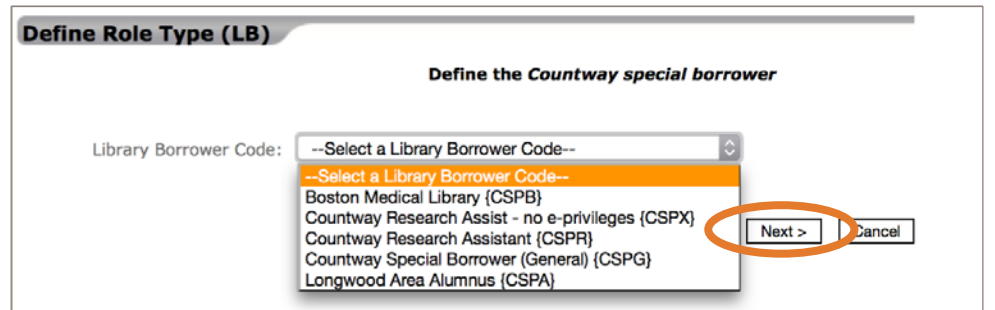 Define Role Type (LB)
Define the Countway special borrower
Library Borrower Code: --Select a Library Borrower Code--
--Select a Library Borrower Code--
Boston Medical Library {CSPB}
Countway Research Assist - no e-privileges {CSPX}
Countway Research Assistant {CSPR}
Countway Special Borrower (General) {CSPG}
Longwood Area Alumnus {CSPA}
Next > Cancel